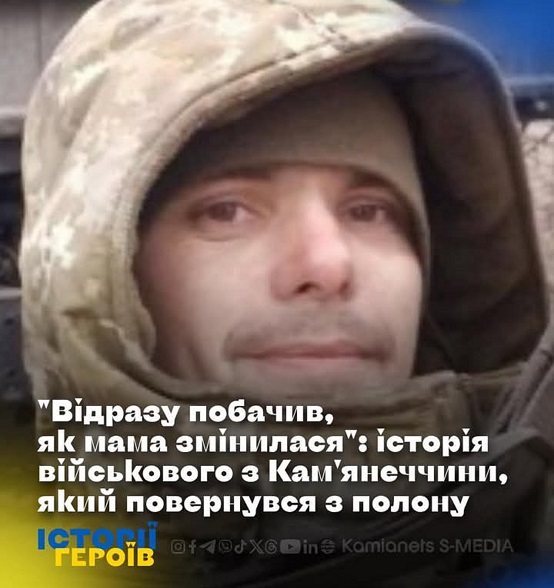 "Відразу побачив,
як мама змінилася": історія
військового з Кам'янеччини,
який повернувся з полону
ІСТОРІЇ
ГЕРОЇВ
Kamianets S-MEDIA